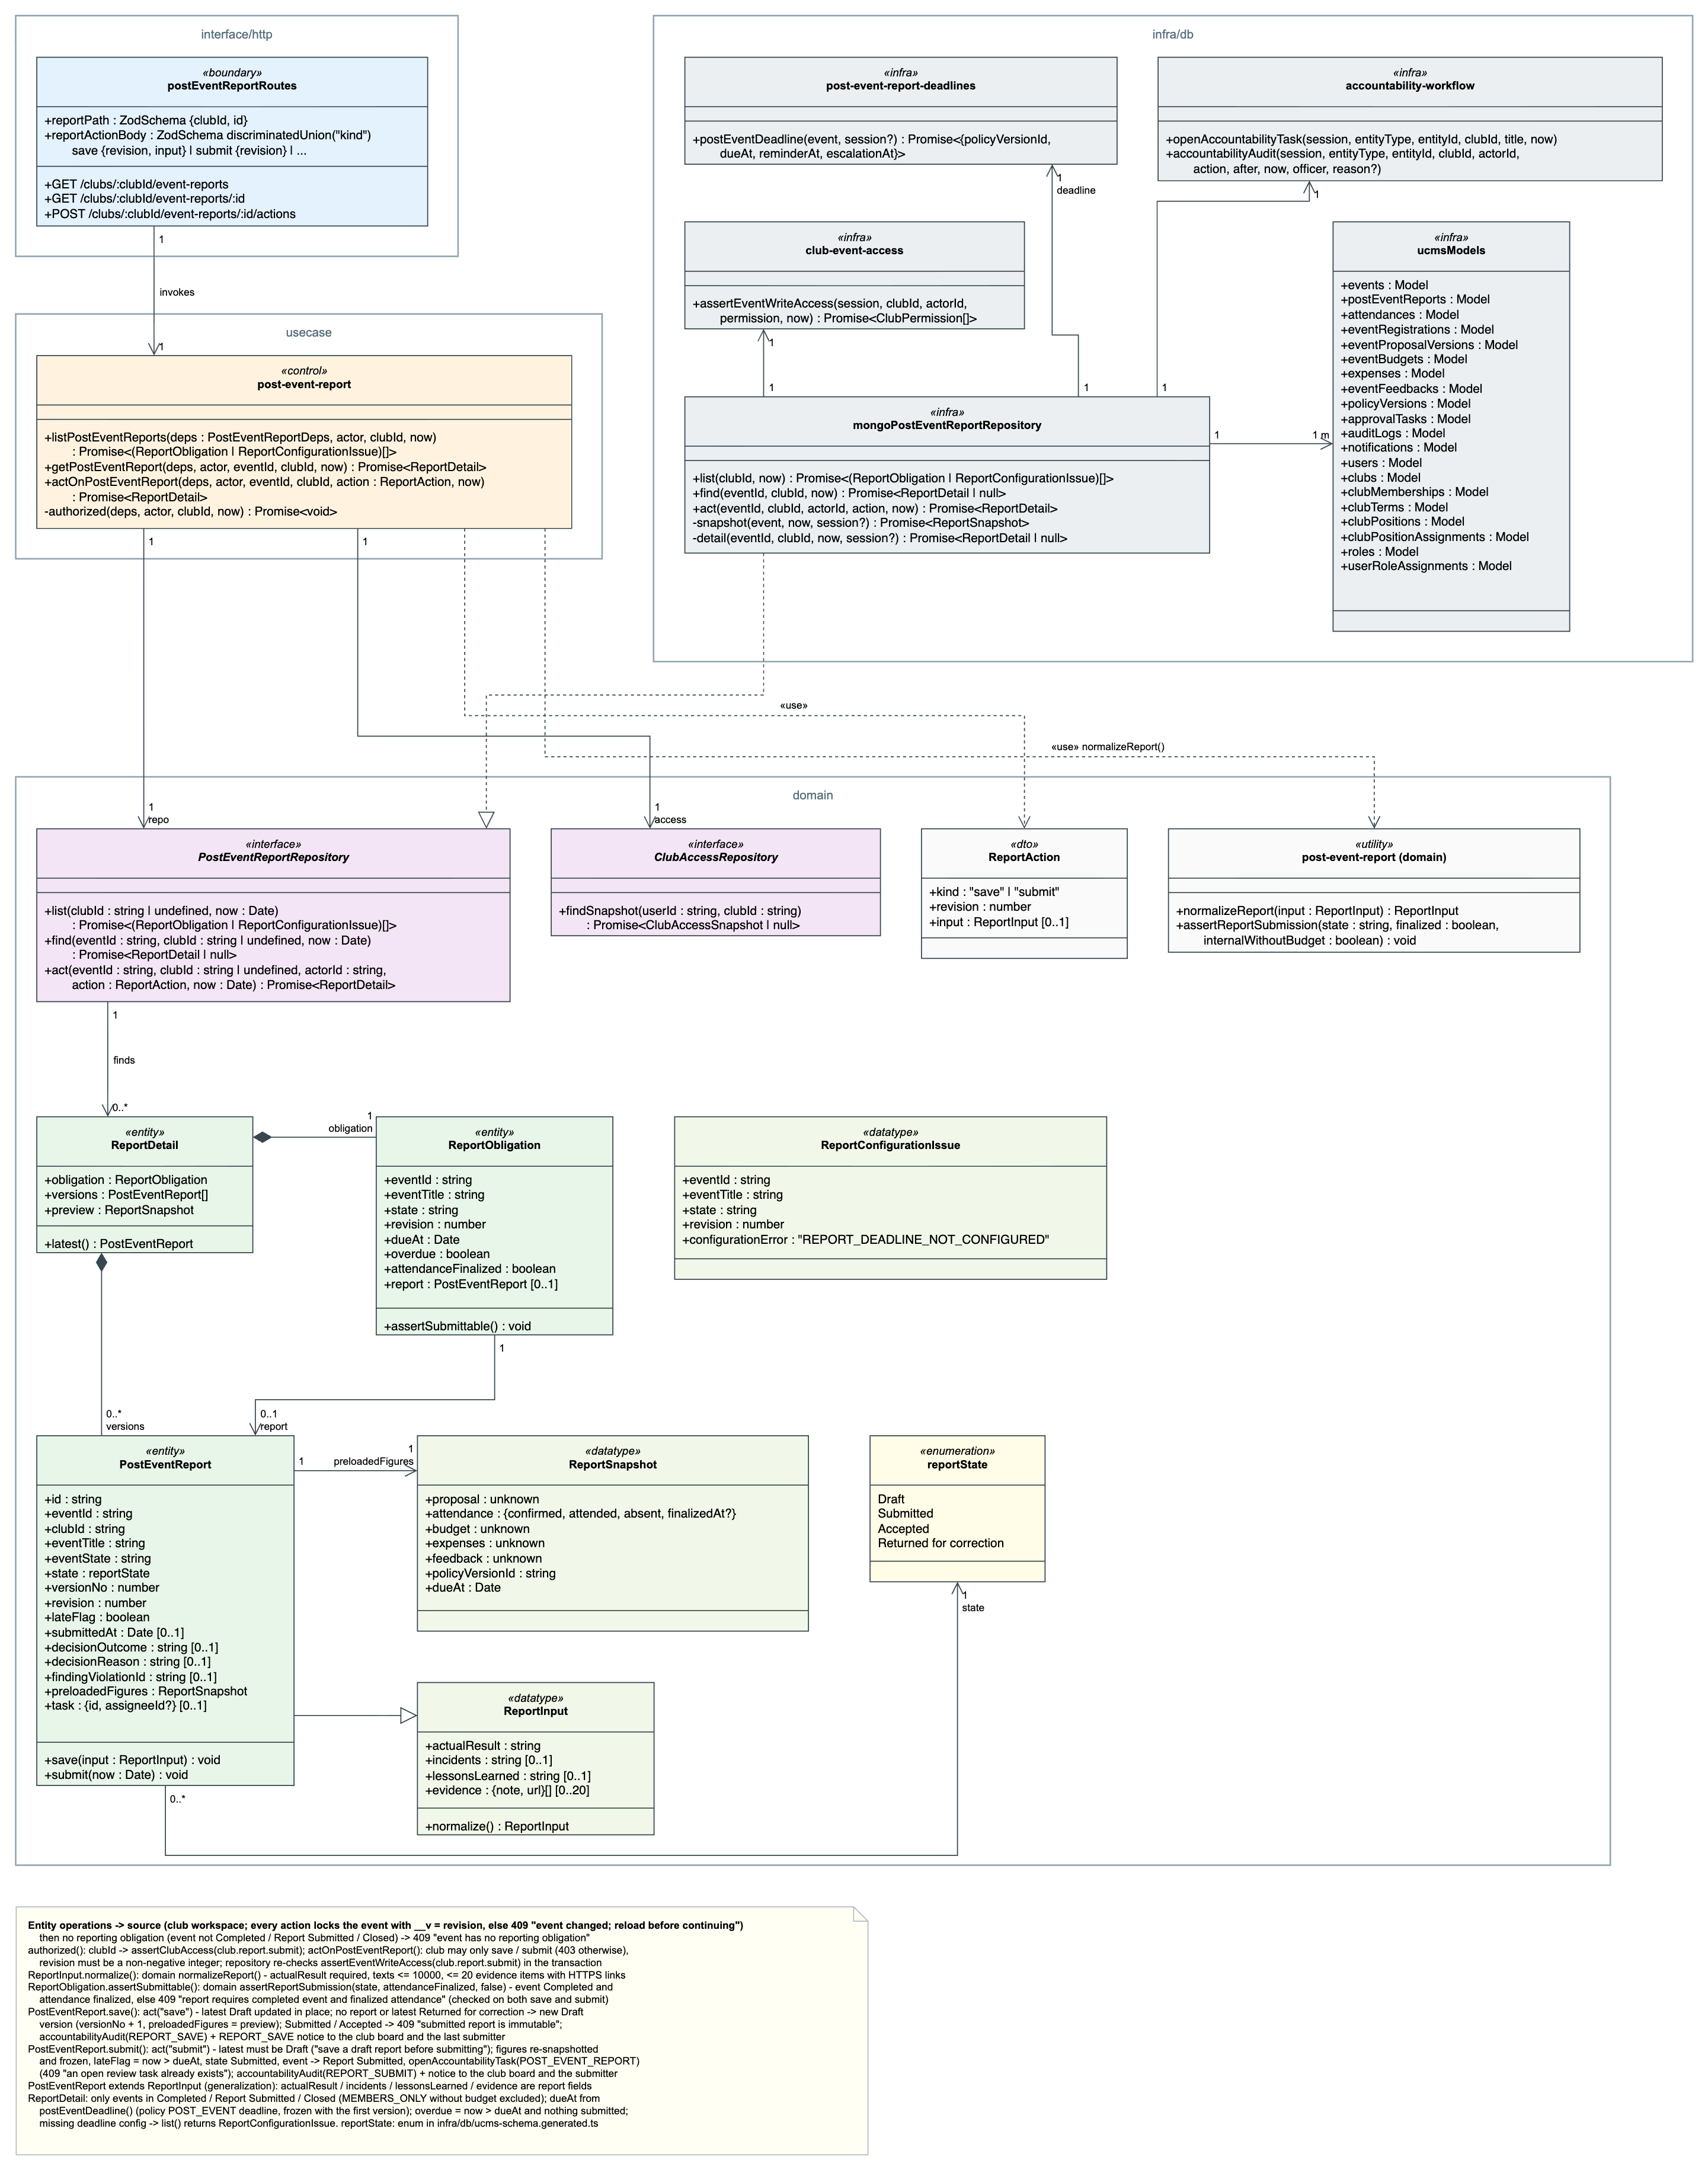 interface/http
«boundary»
postEventReportRoutes
+reportPath : ZodSchema {clubId, id}
+reportActionBody : ZodSchema discriminatedUnion("kind")
save {revision, input} | submit {revision} | ...
+GET /clubs/:clubId/event-reports
+GET /clubs/:clubId/event-reports/:id
+POST /clubs/:clubId/event-reports/:id/actions
1
invokes
1
usecase
«control»
post-event-report
+listPostEventReports(deps : PostEventReportDeps, actor, clubId, now)
: Promise<(ReportObligation | ReportConfigurationIssue)[]>
+getPostEventReport(deps, actor, eventId, clubId, now) : Promise<ReportDetail>
+actOnPostEventReport(deps, actor, eventId, clubId, action : ReportAction, now)
: Promise<ReportDetail>
-authorized(deps, actor, clubId, now) : Promise<void>
1
1
infra/db
«infra»
post-event-report-deadlines
+postEventDeadline(event, session?) : Promise<{policyVersionId,
dueAt, reminderAt, escalationAt}>
1
deadline
«infra»
accountability-workflow
+openAccountabilityTask(session, entityType, entityId, clubId, title, now)
+accountabilityAudit(session, entityType, entityId, clubId, actorId,
action, after, now, officer, reason?)
1
«infra»
club-event-access
+assertEventWriteAccess(session, clubId, actorId,
permission, now) : Promise<ClubPermission[]>
1
1
1
1
«infra»
mongoPostEventReportRepository
+list(clubId, now) : Promise<(ReportObligation | ReportConfigurationIssue)[]>
+find(eventId, clubId, now) : Promise<ReportDetail | null>
+act(eventId, clubId, actorId, action, now) : Promise<ReportDetail>
-snapshot(event, now, session?) : Promise<ReportSnapshot>
-detail(eventId, clubId, now, session?) : Promise<ReportDetail | null>
1
1 m
«infra»
ucmsModels
+events : Model
+postEventReports : Model
+attendances : Model
+eventRegistrations : Model
+eventProposalVersions : Model
+eventBudgets : Model
+expenses : Model
+eventFeedbacks : Model
+policyVersions : Model
+approvalTasks : Model
+auditLogs : Model
+notifications : Model
+users : Model
+clubs : Model
+clubMemberships : Model
+clubTerms : Model
+clubPositions : Model
+clubPositionAssignments : Model
+roles : Model
+userRoleAssignments : Model
«use»
«use» normalizeReport()
domain
1
repo
1
access
«interface»
PostEventReportRepository
+list(clubId : string | undefined, now : Date)
: Promise<(ReportObligation | ReportConfigurationIssue)[]>
+find(eventId : string, clubId : string | undefined, now : Date)
: Promise<ReportDetail | null>
+act(eventId : string, clubId : string | undefined, actorId : string,
action : ReportAction, now : Date) : Promise<ReportDetail>
«interface»
ClubAccessRepository
+findSnapshot(userId : string, clubId : string)
: Promise<ClubAccessSnapshot | null>
«dto»
ReportAction
+kind : "save" | "submit"
+revision : number
+input : ReportInput [0..1]
«utility»
post-event-report (domain)
+normalizeReport(input : ReportInput) : ReportInput
+assertReportSubmission(state : string, finalized : boolean,
internalWithoutBudget : boolean) : void
1
finds
0..*
«entity»
ReportDetail
+obligation : ReportObligation
+versions : PostEventReport[]
+preview : ReportSnapshot
+latest() : PostEventReport
1
obligation
«entity»
ReportObligation
+eventId : string
+eventTitle : string
+state : string
+revision : number
+dueAt : Date
+overdue : boolean
+attendanceFinalized : boolean
+report : PostEventReport [0..1]
+assertSubmittable() : void
«datatype»
ReportConfigurationIssue
+eventId : string
+eventTitle : string
+state : string
+revision : number
+configurationError : "REPORT_DEADLINE_NOT_CONFIGURED"
1
0..*
versions
0..1
report
«entity»
PostEventReport
+id : string
+eventId : string
+clubId : string
+eventTitle : string
+eventState : string
+state : reportState
+versionNo : number
+revision : number
+lateFlag : boolean
+submittedAt : Date [0..1]
+decisionOutcome : string [0..1]
+decisionReason : string [0..1]
+findingViolationId : string [0..1]
+preloadedFigures : ReportSnapshot
+task : {id, assigneeId?} [0..1]
+save(input : ReportInput) : void
+submit(now : Date) : void
1
1
preloadedFigures
«datatype»
ReportSnapshot
+proposal : unknown
+attendance : {confirmed, attended, absent, finalizedAt?}
+budget : unknown
+expenses : unknown
+feedback : unknown
+policyVersionId : string
+dueAt : Date
«enumeration»
reportState
Draft
Submitted
Accepted
Returned for correction
1
state
«datatype»
ReportInput
+actualResult : string
+incidents : string [0..1]
+lessonsLearned : string [0..1]
+evidence : {note, url}[] [0..20]
+normalize() : ReportInput
0..*
Entity operations -> source (club workspace; every action locks the event with __v = revision, else 409 "event changed; reload before continuing")
then no reporting obligation (event not Completed / Report Submitted / Closed) -> 409 "event has no reporting obligation"
authorized(): clubId -> assertClubAccess(club.report.submit); actOnPostEventReport(): club may only save / submit (403 otherwise),
revision must be a non-negative integer; repository re-checks assertEventWriteAccess(club.report.submit) in the transaction
ReportInput.normalize(): domain normalizeReport() - actualResult required, texts <= 10000, <= 20 evidence items with HTTPS links
ReportObligation.assertSubmittable(): domain assertReportSubmission(state, attendanceFinalized, false) - event Completed and
attendance finalized, else 409 "report requires completed event and finalized attendance" (checked on both save and submit)
PostEventReport.save(): act("save") - latest Draft updated in place; no report or latest Returned for correction -> new Draft
version (versionNo + 1, preloadedFigures = preview); Submitted / Accepted -> 409 "submitted report is immutable";
accountabilityAudit(REPORT_SAVE) + REPORT_SAVE notice to the club board and the last submitter
PostEventReport.submit(): act("submit") - latest must be Draft ("save a draft report before submitting"); figures re-snapshotted
and frozen, lateFlag = now > dueAt, state Submitted, event -> Report Submitted, openAccountabilityTask(POST_EVENT_REPORT)
(409 "an open review task already exists"); accountabilityAudit(REPORT_SUBMIT) + notice to the club board and the submitter
PostEventReport extends ReportInput (generalization): actualResult / incidents / lessonsLearned / evidence are report fields
ReportDetail: only events in Completed / Report Submitted / Closed (MEMBERS_ONLY without budget excluded); dueAt from
postEventDeadline() (policy POST_EVENT deadline, frozen with the first version); overdue = now > dueAt and nothing submitted;
missing deadline config -> list() returns ReportConfigurationIssue. reportState: enum in infra/db/ucms-schema.generated.ts